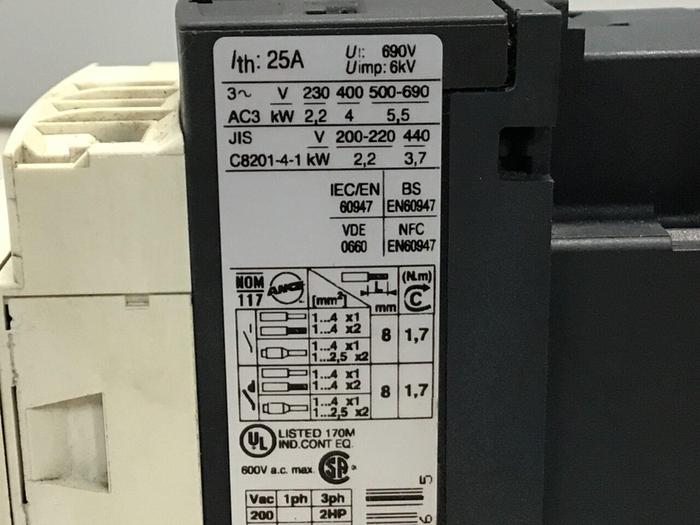 Ith: 25A Ui: 690V
Uimp: 6kV
3~ V 230 400 500-690
AC3 kW 2,2 4 5,5
JIS V 200-220 440
C8201-4-1 kW 2,2 3,7
IEC/EN 60947 BS EN60947
VDE 0660 NFC EN60947
NOM 117 ANCE [mm²] L mm (N.m) C
1...4 x1
1...4 x2
1...4 x1
1...2,5 x2
8 1,7
1...4 x1
1...4 x2
1...4 x1
1...2,5 x2
8 1,7
UL LISTED 170M
IND.CONT EQ.
600V a.c. max. SA
Vac 1ph 3ph
200 2HP